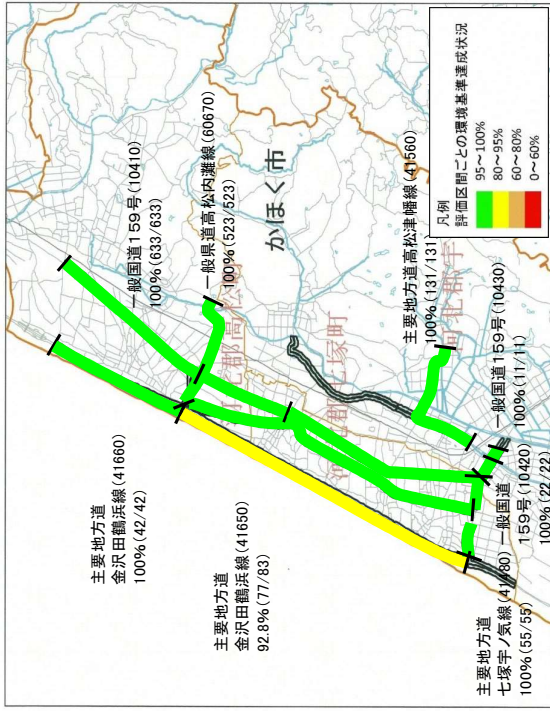 一般国道159号(10410)
100%(633/633)
一般県道高松内灘線(60670)
100%(523/523)
かほく市
主要地方道高松津幡線(41560)
100%(131/131)
主要地方道
金沢田鶴浜線(41660)
100%(42/42)
主要地方道
金沢田鶴浜線(41650)
92.8%(77/83)
主要地方道
七塚宇ノ気線(41480)
100%(55/55)
一般国道
159号(10420)
100%(22/22)
一般国道159号(10430)
100%(11/11)
凡例
評価区間ごとの環境基準達成状況
95~100%
80~95%
60~80%
0~60%